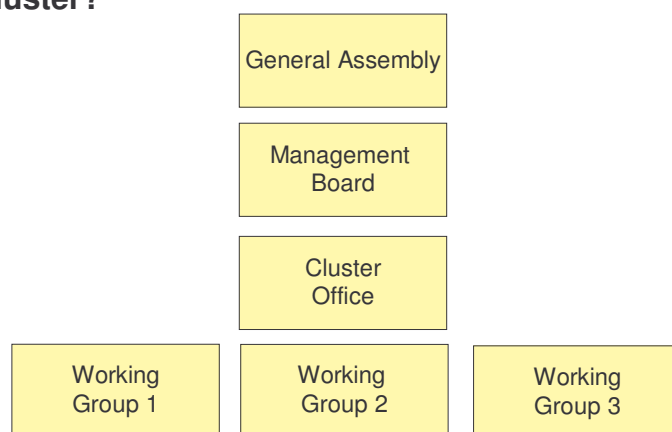 General Assembly
Management
Board
Cluster
Office
Working
Group 1
Working
Group 2
Working
Group 3